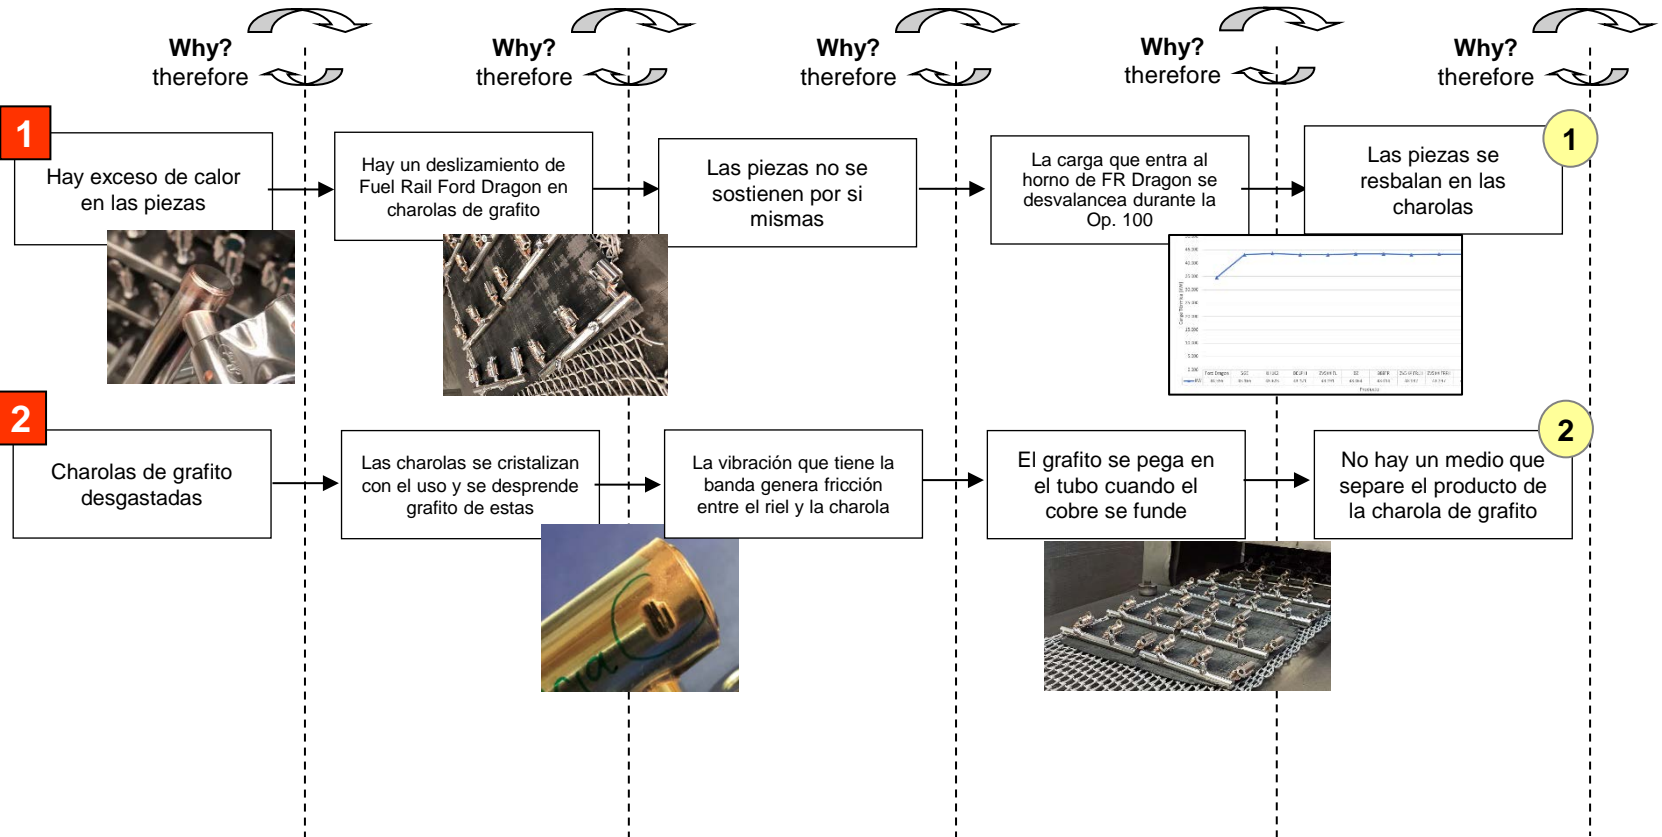 Why?
therefore
Why?
therefore
Why?
therefore
Why?
therefore
Why?
therefore
1
Hay exceso de calor
en las piezas
Hay un deslizamiento de
Fuel Rail Ford Dragon en
charolas de grafito
Las piezas no se
sostienen por si
mismas
La carga que entra al
horno de FR Dragon se
desvalancea durante la
Op. 100
Las piezas se
resbalan en las
charolas
1
Ford Dragon
Producto
2
Charolas de grafito
desgastadas
Las charolas se cristalizan
con el uso y se desprende
grafito de estas
La vibración que tiene la
banda genera fricción
entre el riel y la charola
El grafito se pega en
el tubo cuando el
cobre se funde
No hay un medio que
separe el producto de
la charola de grafito
2